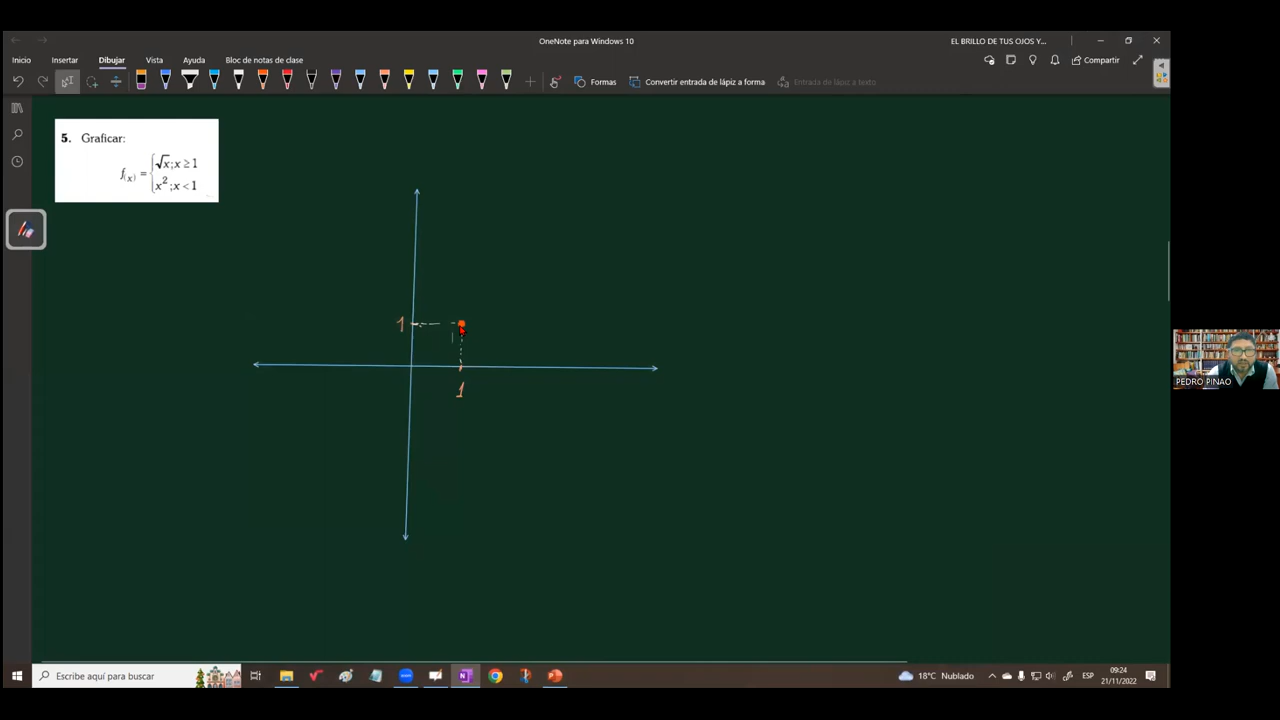 OneNote para Windows 10
EL BRILLO DE TUS OJOS Y...
Inicio
Insertar
Dibujar
Vista
Ayuda
Bloc de notas de clase
Compartir
Formas
Convertir entrada de lápiz a forma
Entrada de lápiz a texto
5. Graficar:
f(x) = { √x; x ≥ 1
x²; x < 1
1
1
PEDRO PINAO
Escribe aquí para buscar
18°C Nublado
ESP
09:24
21/11/2022